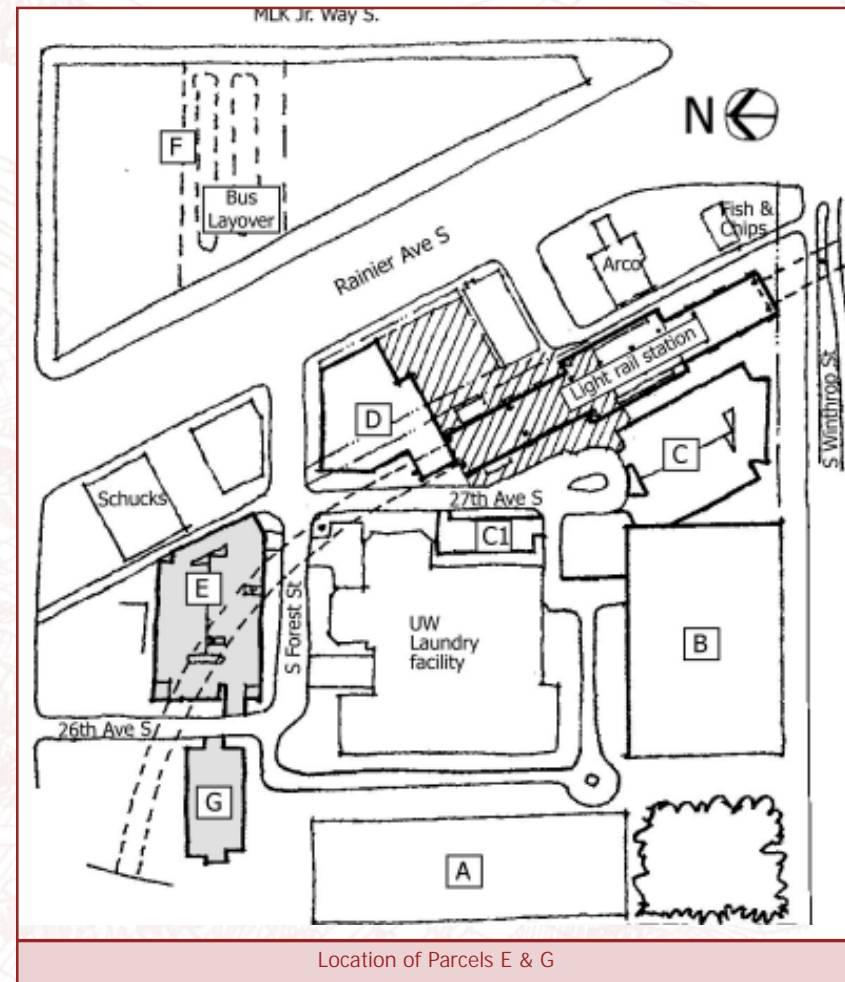 MLK Jr. Way S.
N
F
Bus
Layover
Rainier Ave S
Fish &
Chips
Arco
Light rail station
S Winthrop St
D
C
27th Ave S
C1
Schucks
E
S Forest St
UW
Laundry
facility
B
26th Ave S
G
A
Location of Parcels E & G